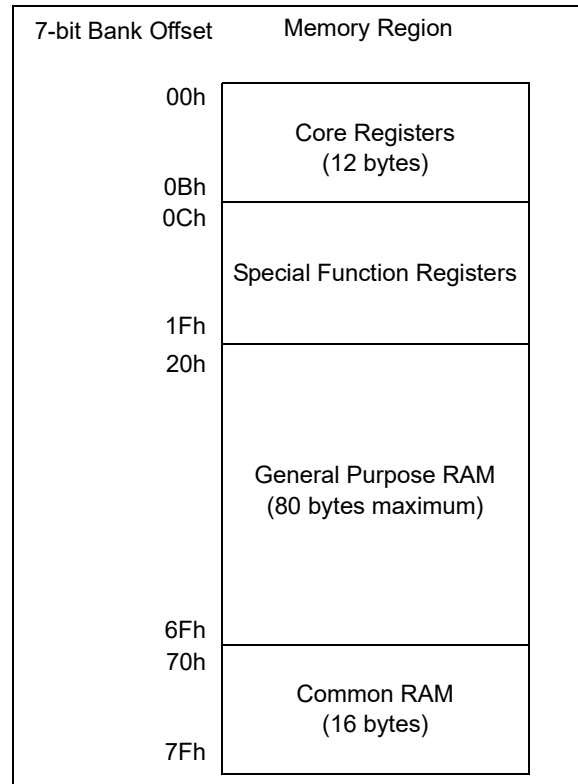 7-bit Bank Offset Memory Region
00h
Core Registers
(12 bytes)
0Bh
0Ch
Special Function Registers
1Fh
20h
General Purpose RAM
(80 bytes maximum)
6Fh
70h
Common RAM
(16 bytes)
7Fh